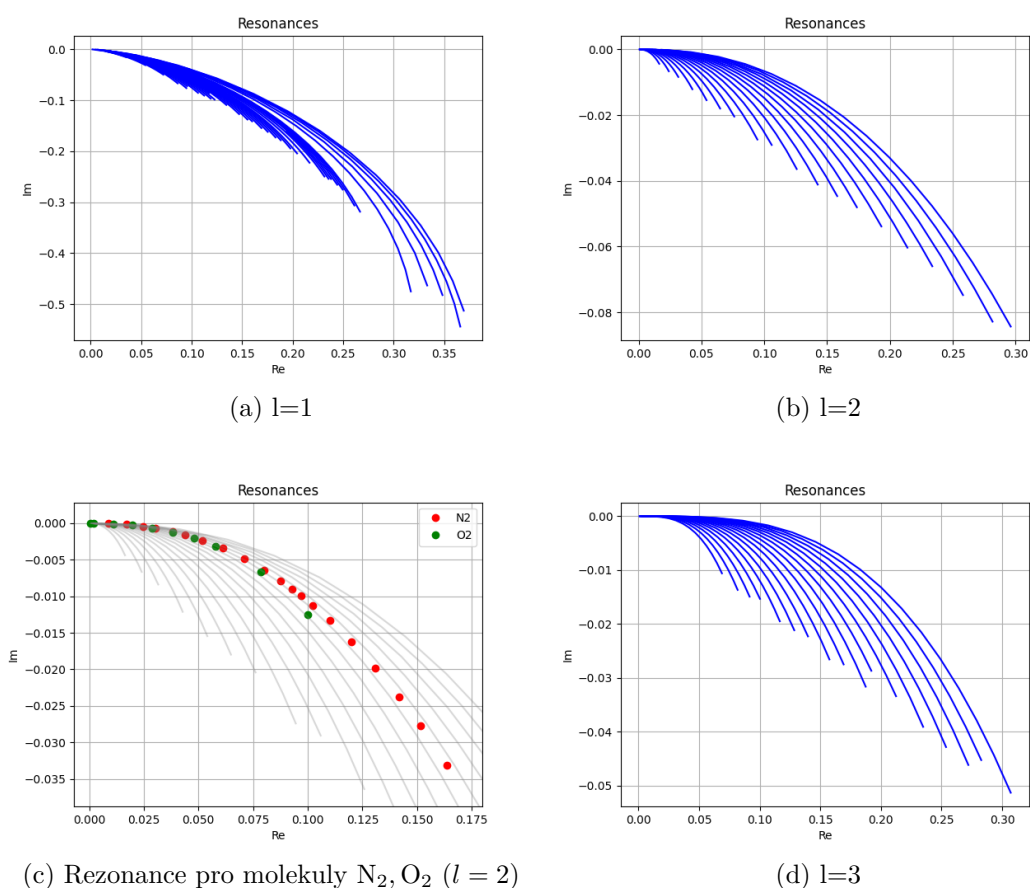 Resonances
0.0
−0.1
−0.2
−0.3
−0.4
−0.5
Im
0.00 0.05 0.10 0.15 0.20 0.25 0.30 0.35
Re
(a) l=1
Resonances
0.00
−0.02
−0.04
−0.06
−0.08
Im
0.00 0.05 0.10 0.15 0.20 0.25 0.30
Re
(b) l=2
Resonances
N2
O2
0.000
−0.005
−0.010
−0.015
−0.020
−0.025
−0.030
−0.035
Im
0.000 0.025 0.050 0.075 0.100 0.125 0.150 0.175
Re
(c) Rezonance pro molekuly N₂, O₂ (l = 2)
Resonances
0.00
−0.01
−0.02
−0.03
−0.04
−0.05
Im
0.00 0.05 0.10 0.15 0.20 0.25 0.30
Re
(d) l=3